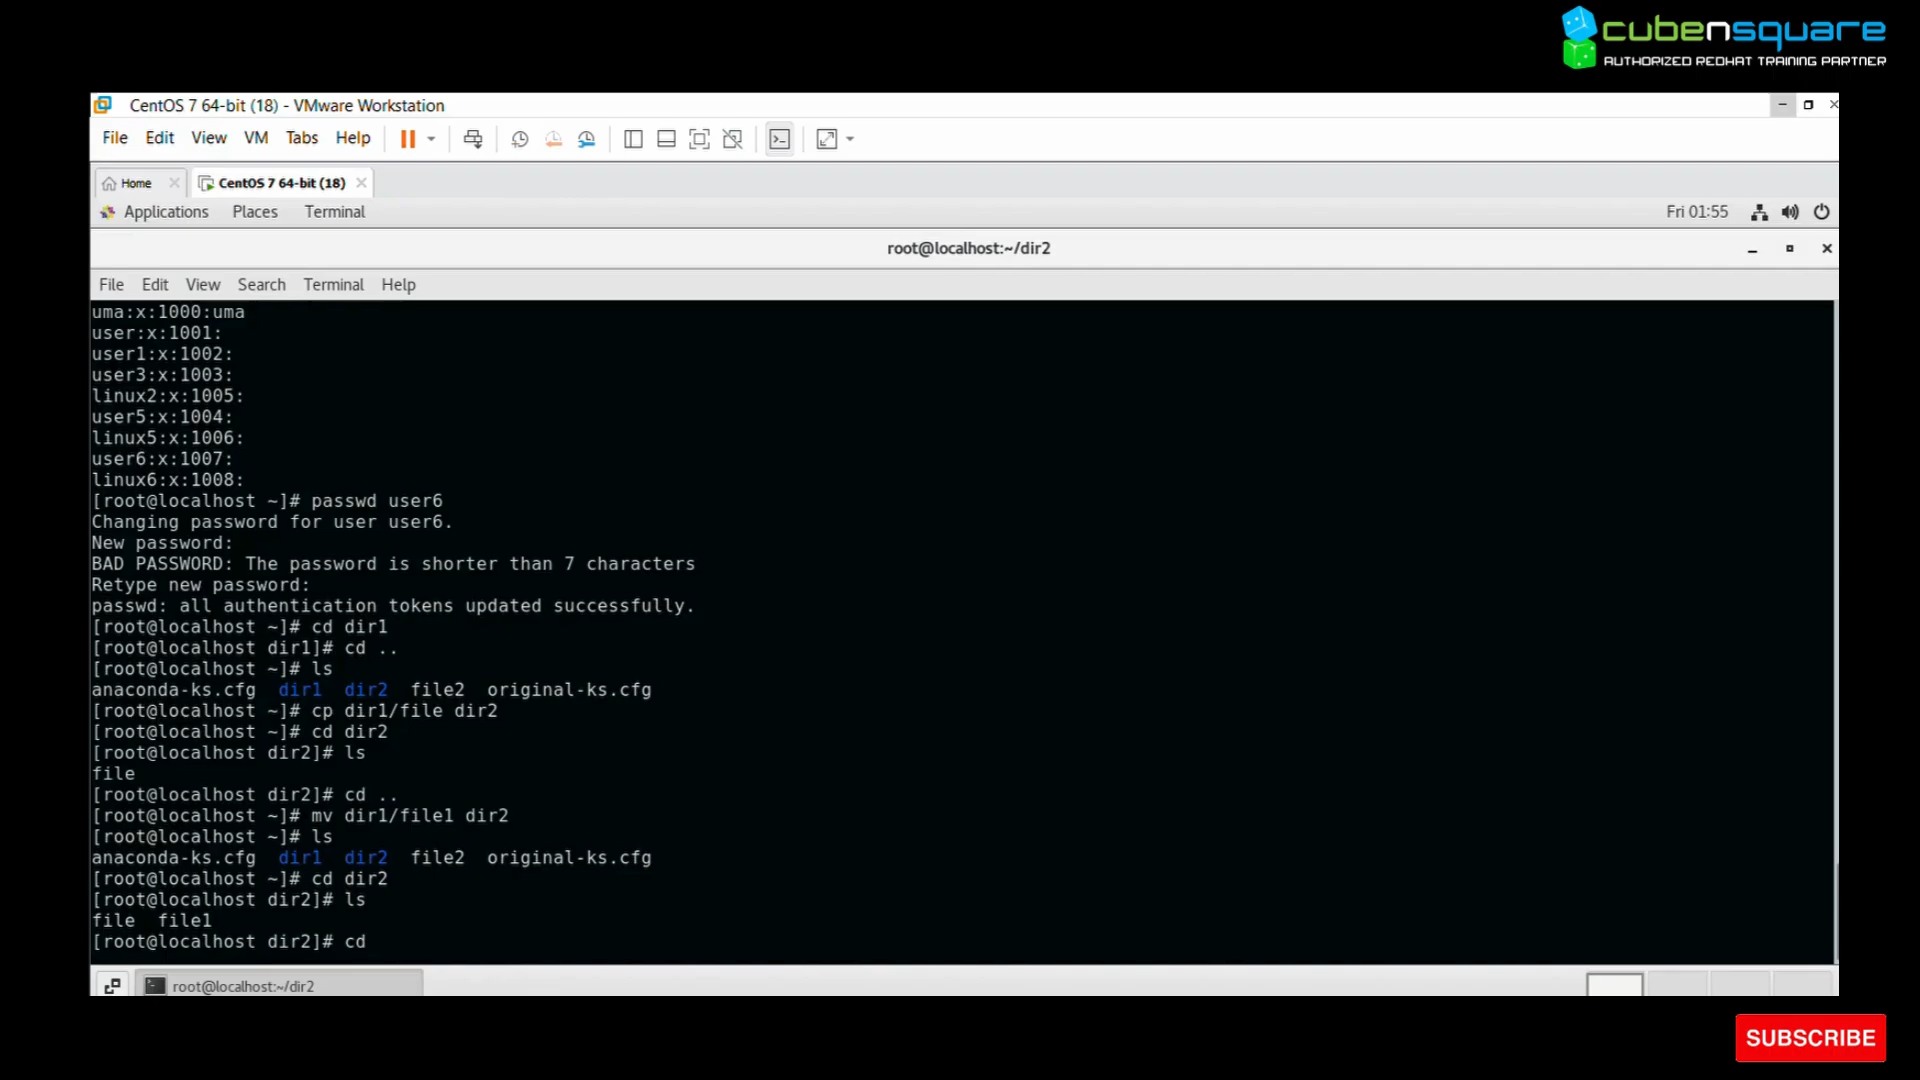 cubensquare
AUTHORIZED REDHAT TRAINING PARTNER
CentOS 7 64-bit (18) - VMware Workstation
File Edit View VM Tabs Help
Home CentOS 7 64-bit (18)
Applications Places Terminal Fri 01:55
root@localhost:~/dir2
File Edit View Search Terminal Help
uma:x:1000:uma
user:x:1001:
user1:x:1002:
user3:x:1003:
linux2:x:1005:
user5:x:1004:
linux5:x:1006:
user6:x:1007:
linux6:x:1008:
[root@localhost ~]# passwd user6
Changing password for user user6.
New password:
BAD PASSWORD: The password is shorter than 7 characters
Retype new password:
passwd: all authentication tokens updated successfully.
[root@localhost ~]# cd dir1
[root@localhost dir1]# cd ..
[root@localhost ~]# ls
anaconda-ks.cfg dir1 dir2 file2 original-ks.cfg
[root@localhost ~]# cp dir1/file dir2
[root@localhost ~]# cd dir2
[root@localhost dir2]# ls
file
[root@localhost dir2]# cd ..
[root@localhost ~]# mv dir1/file1 dir2
[root@localhost ~]# ls
anaconda-ks.cfg dir1 dir2 file2 original-ks.cfg
[root@localhost ~]# cd dir2
[root@localhost dir2]# ls
file file1
[root@localhost dir2]# cd
root@localhost:~/dir2
SUBSCRIBE